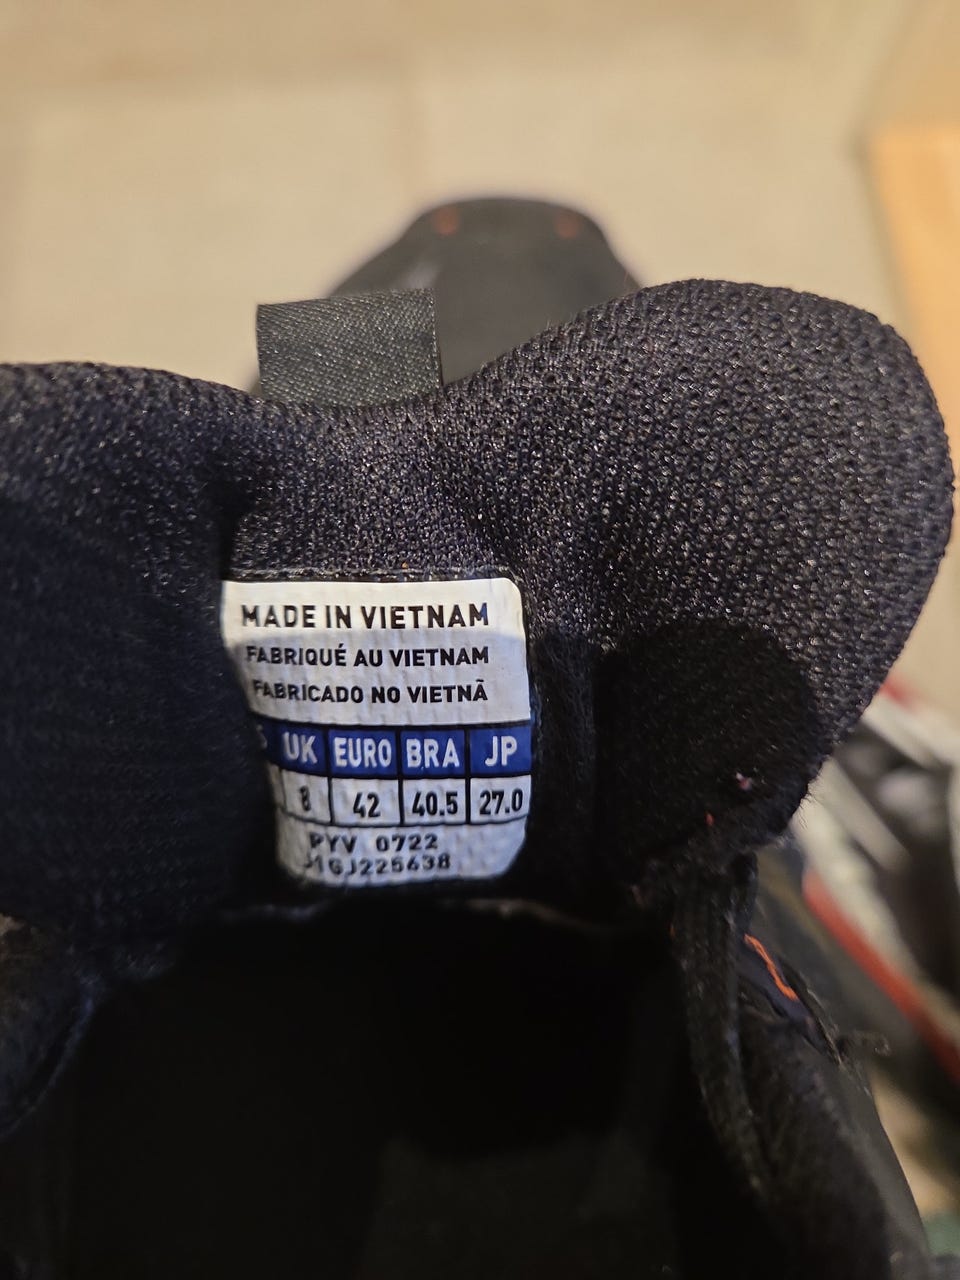 MADE IN VIETNAM
FABRIQUÉ AU VIETNAM
FABRICADO NO VIETNÃ
UK EURO BRA JP
8 42 40.5 27.0
PYV 0722
J1GJ225638